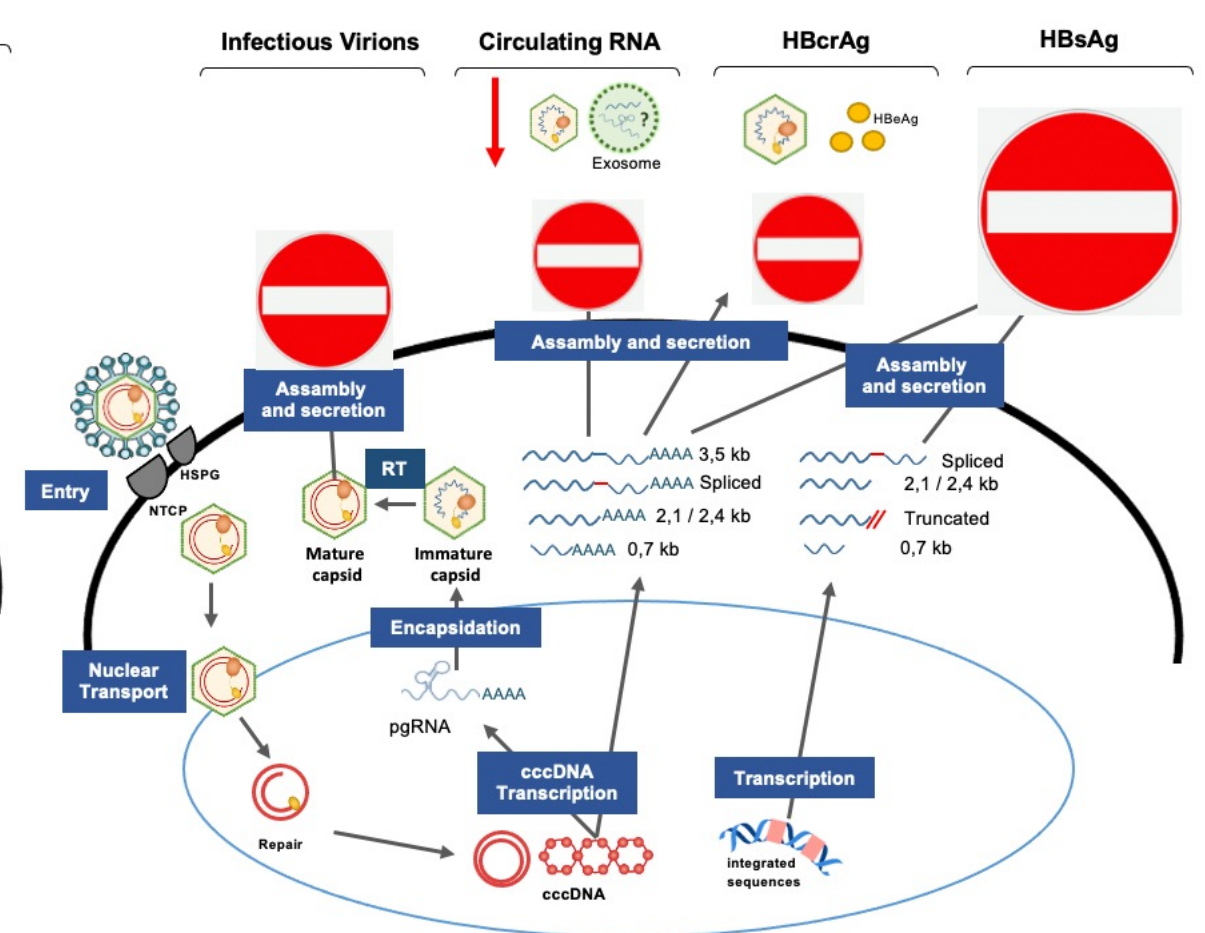 Infectious Virions
Circulating RNA
HBcrAg
HBsAg
?
HBeAg
Exosome
Assembly and secretion
Assambly
and secretion
Assambly
and secretion
HSPG
RT
Entry
NTCP
AAAA 3,5 kb
AAAA Spliced
AAAA 2,1 / 2,4 kb
AAAA 0,7 kb
Spliced
2,1 / 2,4 kb
Truncated
0,7 kb
Mature
capsid
Immature
capsid
Encapsidation
Nuclear
Transport
AAAA
pgRNA
cccDNA
Transcription
Transcription
Repair
cccDNA
integrated
sequences